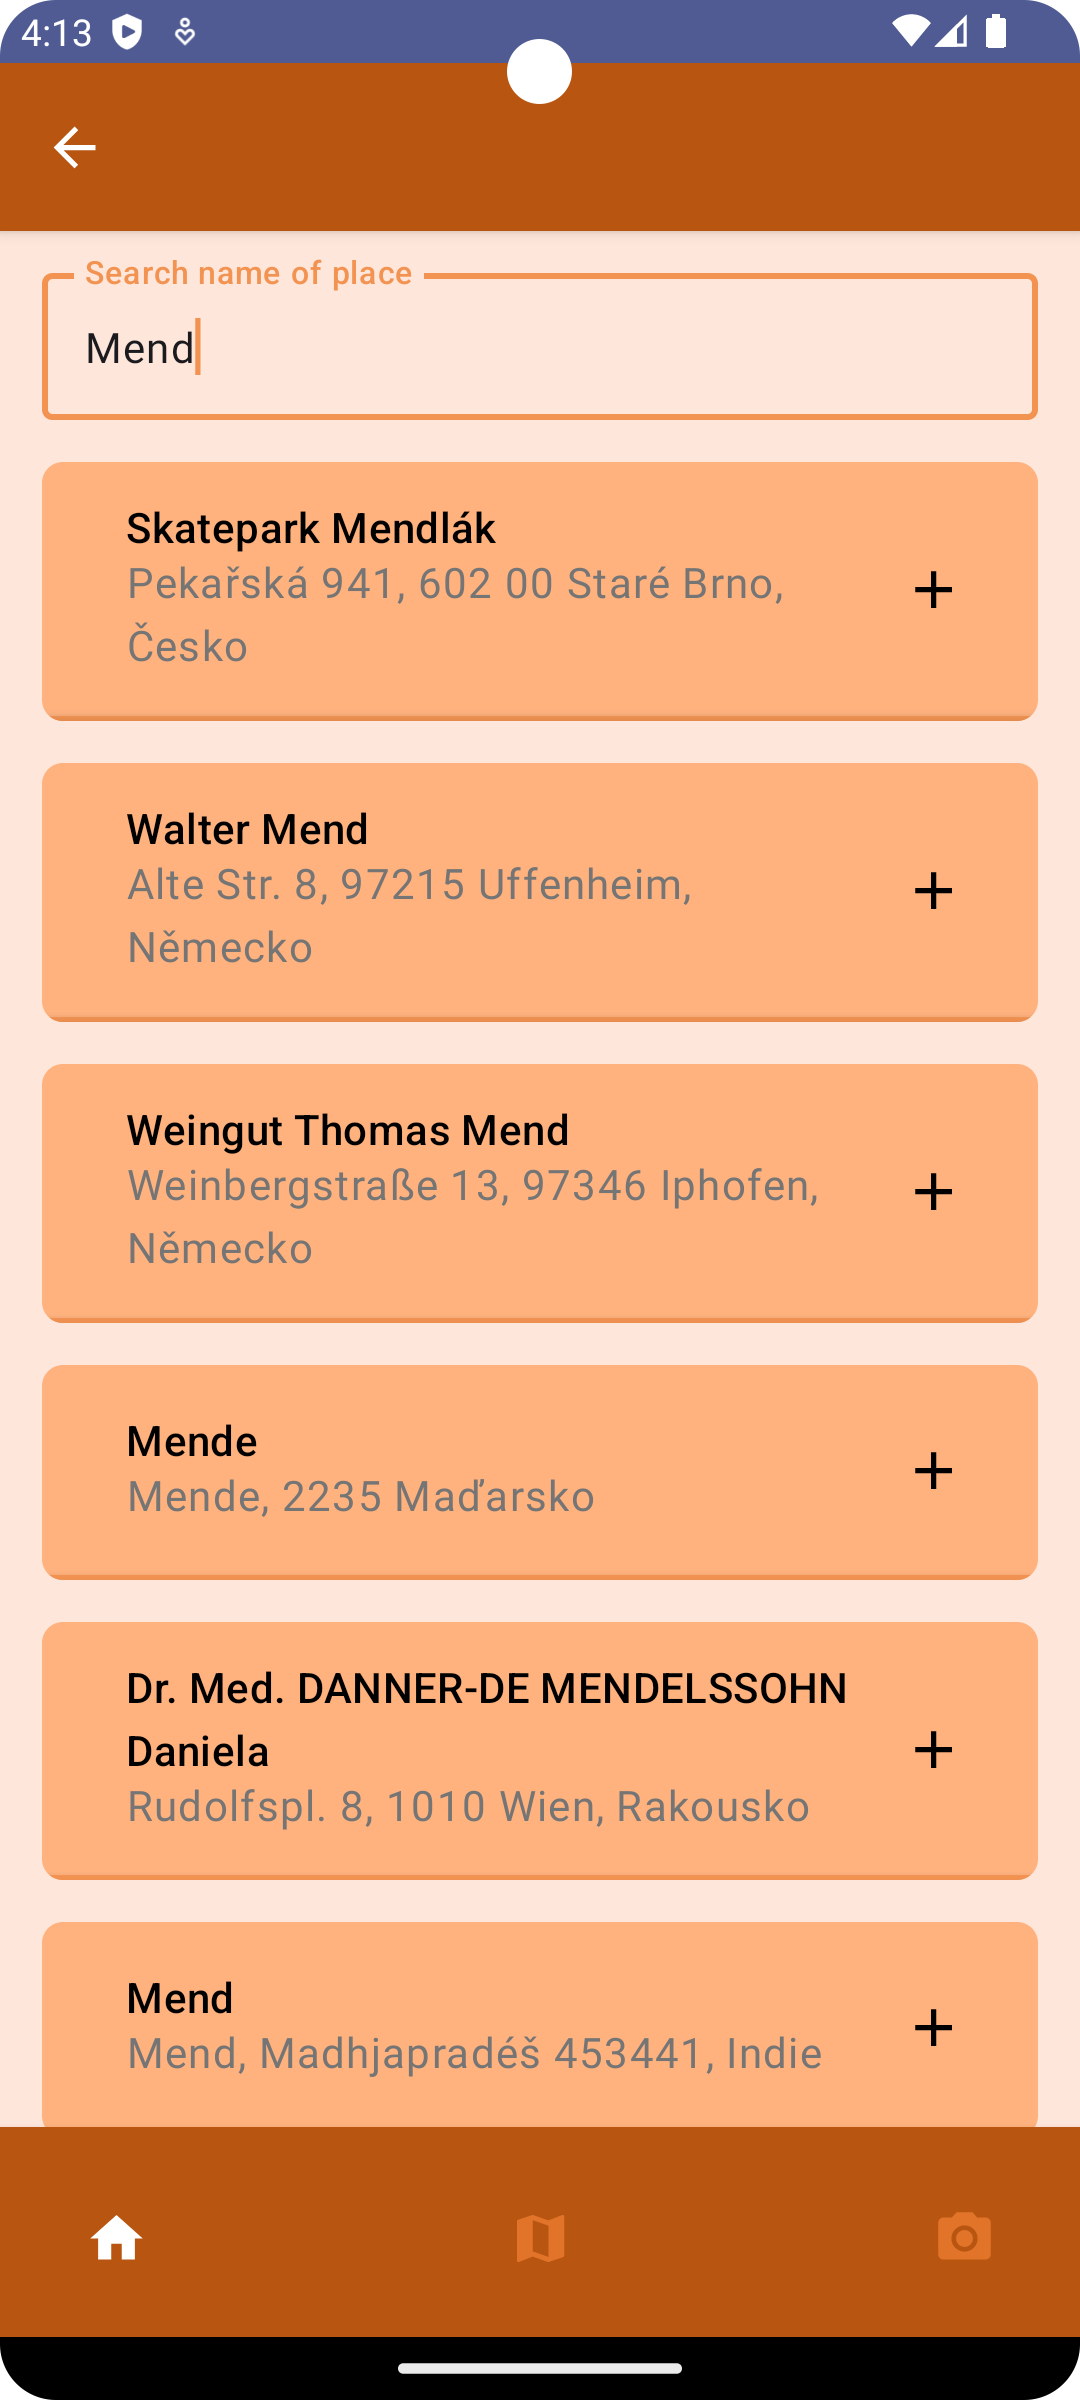 4:13
Search name of place
Mend
Skatepark Mendlák
Pekařská 941, 602 00 Staré Brno,
Česko
Walter Mend
Alte Str. 8, 97215 Uffenheim,
Německo
Weingut Thomas Mend
Weinbergstraße 13, 97346 Iphofen,
Německo
Mende
Mende, 2235 Maďarsko
Dr. Med. DANNER-DE MENDELSSOHN
Daniela
Rudolfspl. 8, 1010 Wien, Rakousko
Mend
Mend, Madhjapradéš 453441, Indie